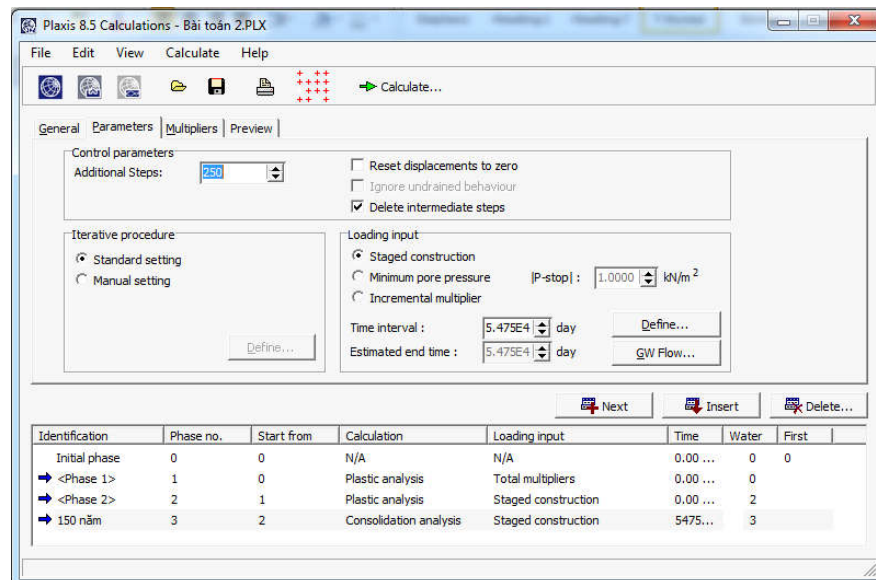 Plaxis 8.5 Calculations - Bài toán 2.PLX
File Edit View Calculate Help
Calculate...
General Parameters Multipliers Preview
Control parameters
Additional Steps: 250
Reset displacements to zero
Ignore undrained behaviour
Delete intermediate steps
Iterative procedure
Standard setting
Manual setting
Define...
Loading input
Staged construction
Minimum pore pressure |P-stop| : 1.0000 kN/m 2
Incremental multiplier
Time interval : 5.475E4 day Define...
Estimated end time : 5.475E4 day GW Flow...
Next Insert Delete...
Identification Phase no. Start from Calculation Loading input Time Water First
Initial phase 0 0 N/A N/A 0.00 ... 0 0
<Phase 1> 1 0 Plastic analysis Total multipliers 0.00 ... 0
<Phase 2> 2 1 Plastic analysis Staged construction 0.00 ... 2
150 năm 3 2 Consolidation analysis Staged construction 5475... 3